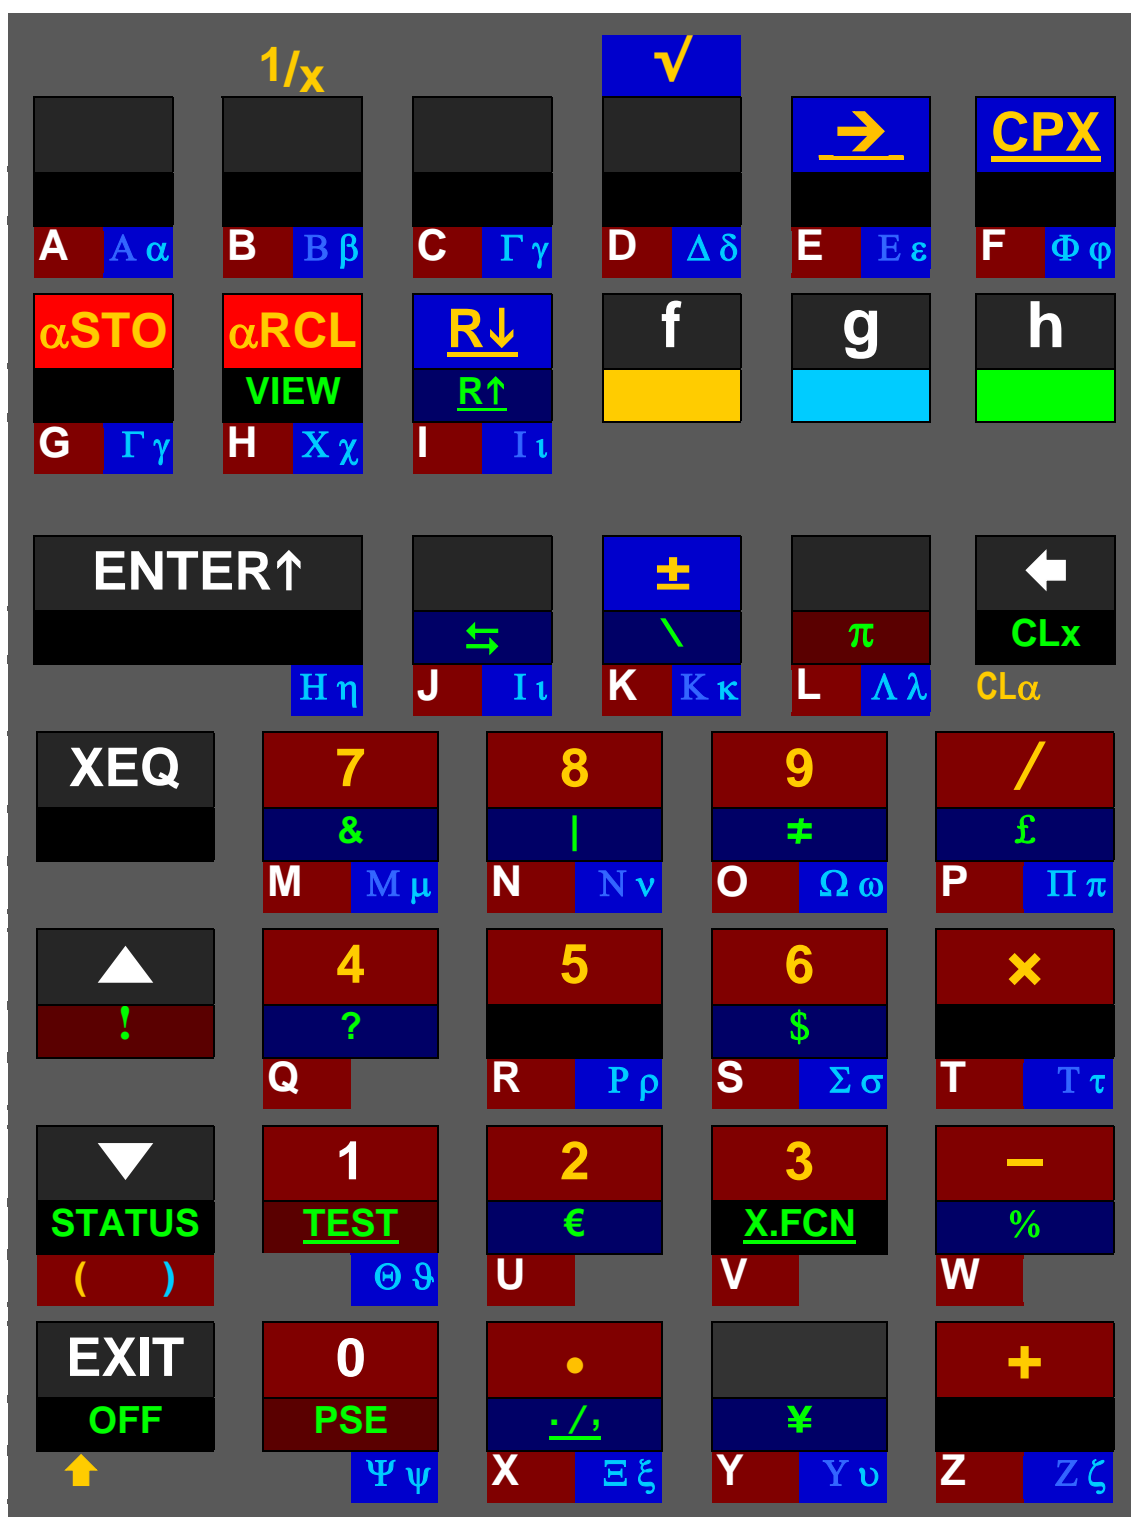 1/x √
→ CPX
A Α α B Β β C Γ γ D Δ δ E Ε ε F Φ φ
αSTO αRCL R↓ f g h
VIEW R↑
G Γ γ H Χ χ I Ι ι
ENTER↑ ± 🡄
⇆ \ π CLx
Η η J Ι ι K Κ κ L Λ λ CLα
XEQ 7 8 9 /
& | ≠ £
M Μ μ N Ν ν O Ω ω P Π π
▲ 4 5 6 ×
! ? $
Q R Ρ ρ S Σ σ T Τ τ
▼ 1 2 3 −
STATUS TEST € X.FCN %
( ) Θ ϑ U V W
EXIT 0 . +
OFF PSE ./, ¥
Ψ ψ X Ξ ξ Y Υ υ Z Ζ ζ